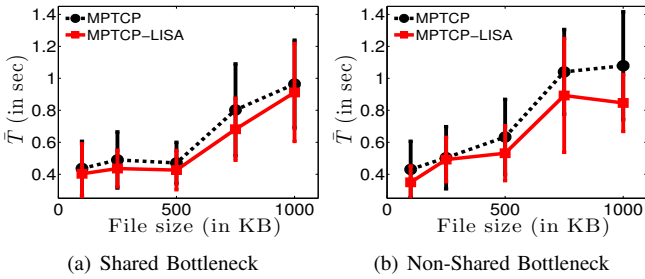 1.4
1.2
1
0.8
0.6
0.4
T̄ (in sec)
MPTCP
MPTCP−LISA
0
500
1000
File size (in KB)
(a) Shared Bottleneck
1.4
1.2
1
0.8
0.6
0.4
T̄ (in sec)
MPTCP
MPTCP−LISA
0
500
1000
File size (in KB)
(b) Non-Shared Bottleneck